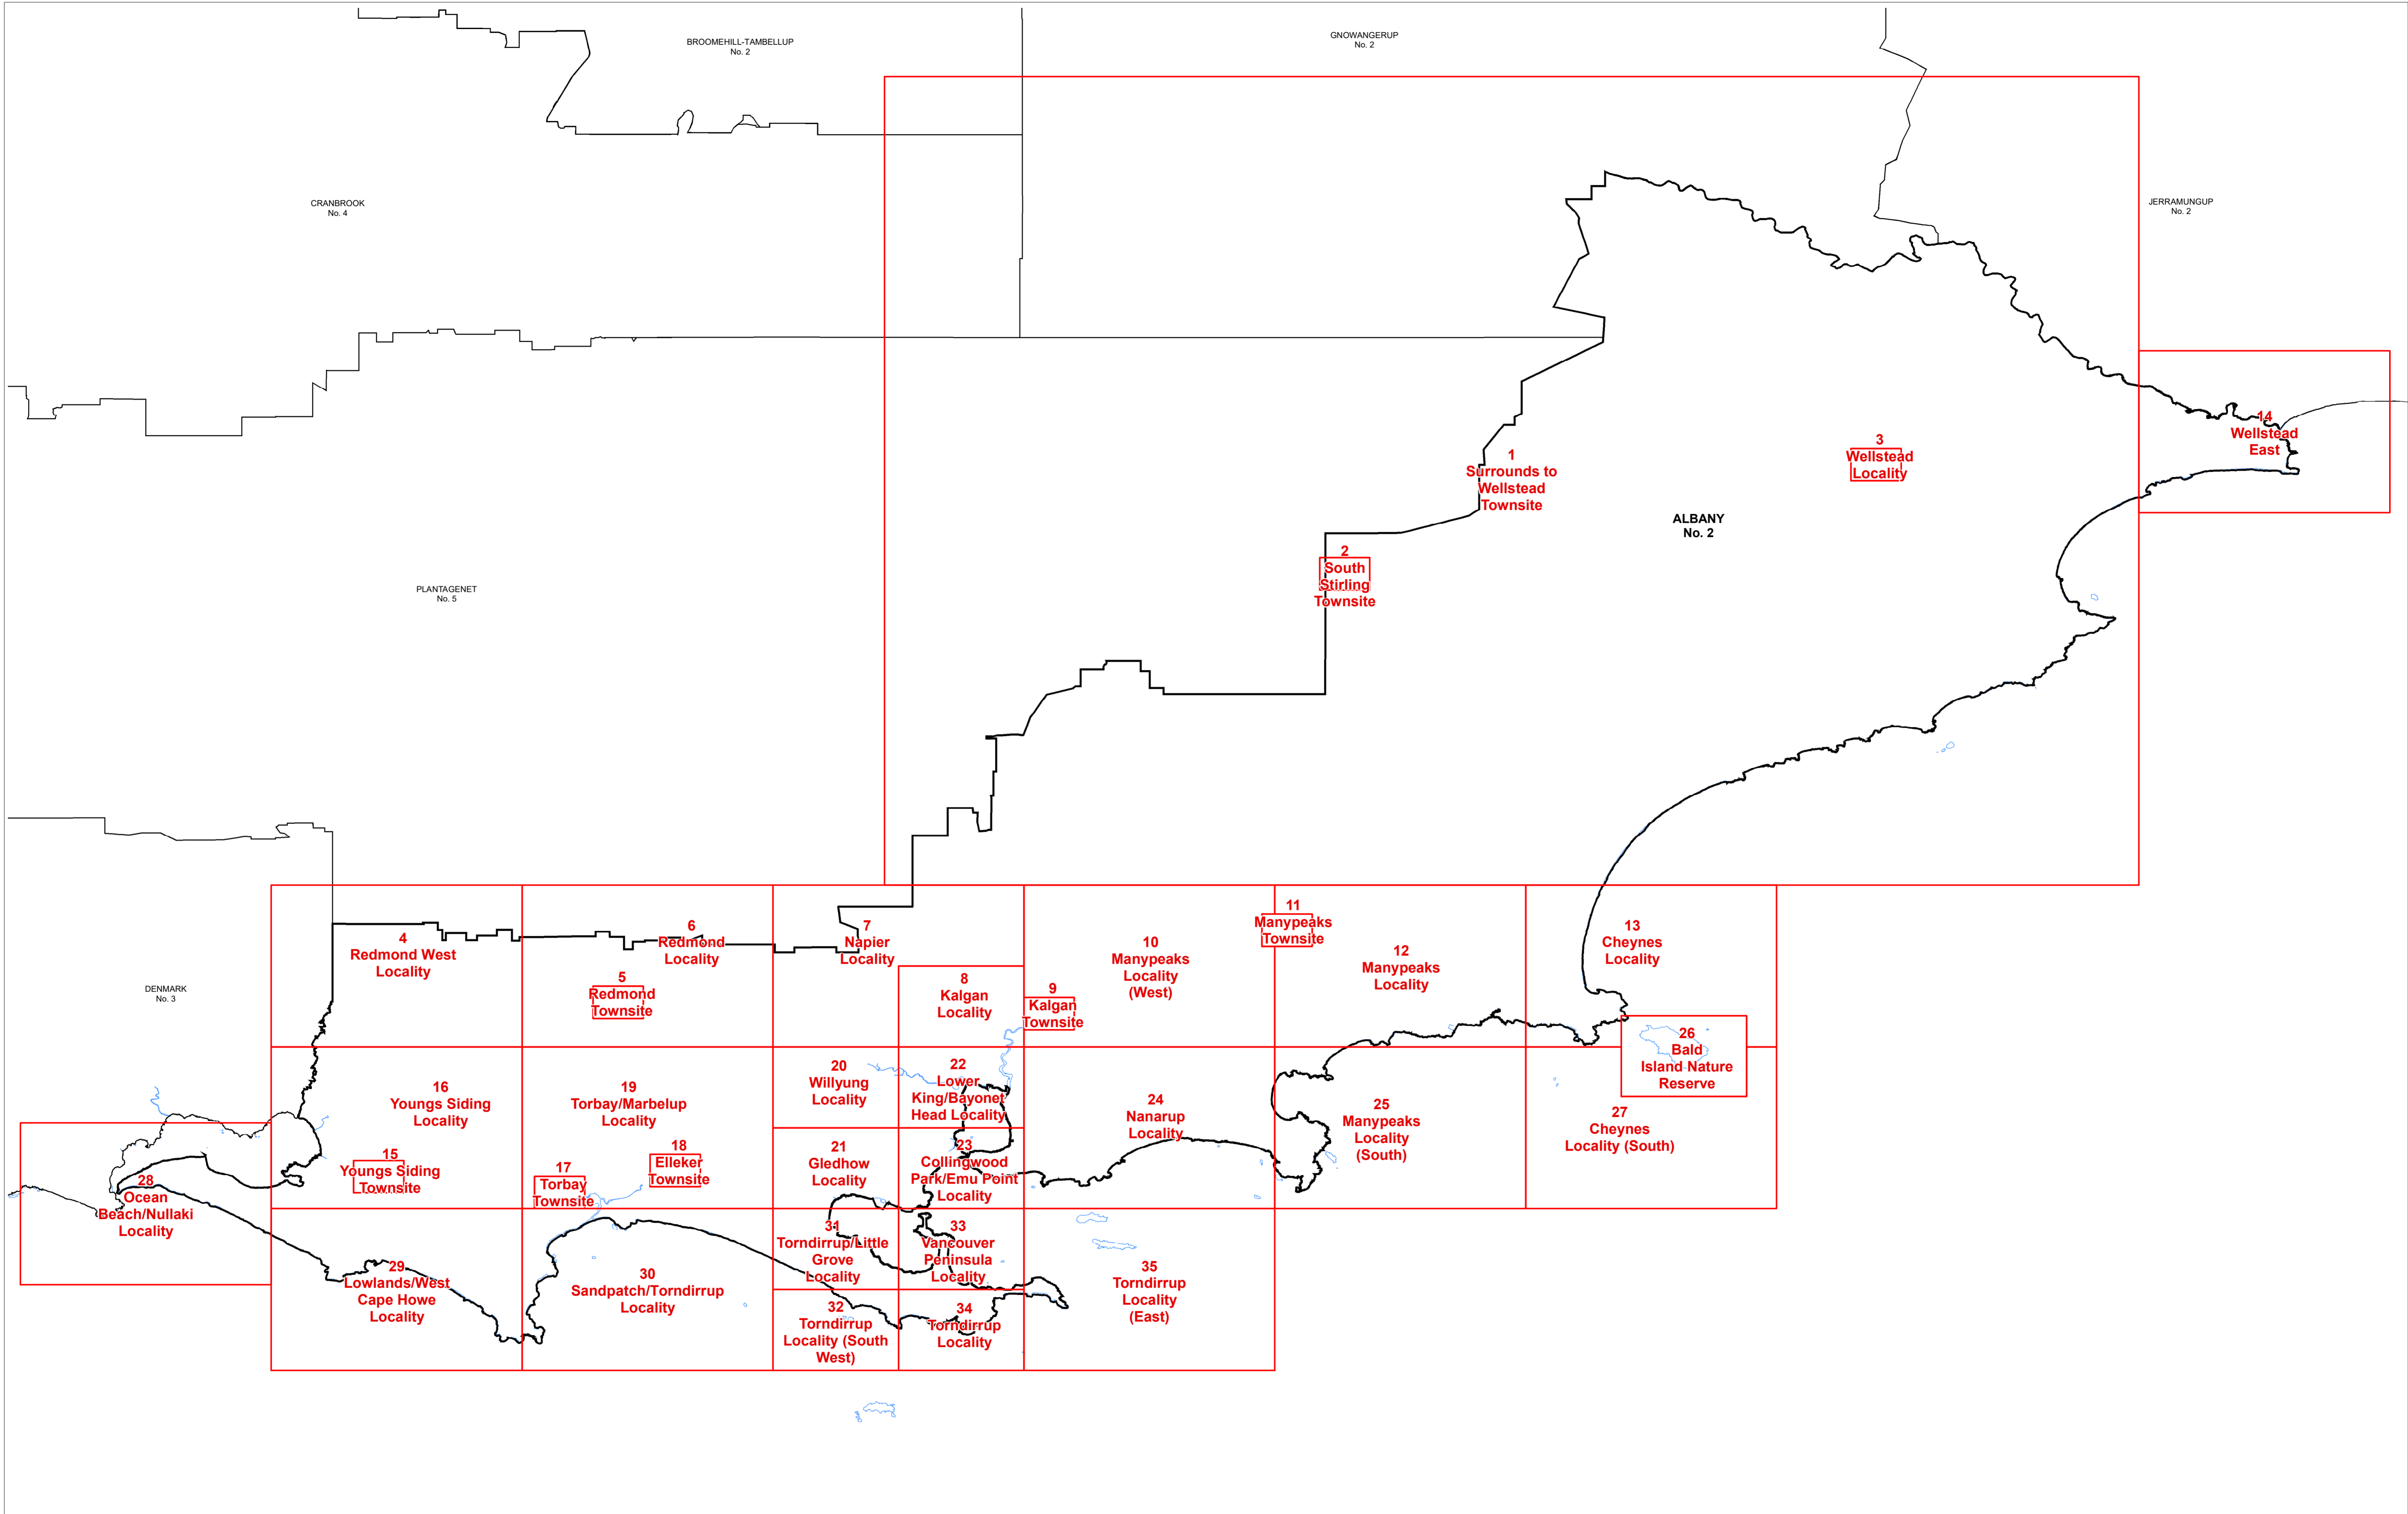 BROOMEHILL-TAMBELLUP
No. 2
GNOWANGERUP
No. 2
CRANBROOK
No. 4
JERRAMUNGUP
No. 2
14
Wellstead
East
3
Wellstead
Locality
1
Surrounds to
Wellstead
Townsite
ALBANY
No. 2
2
South
Stirling
Townsite
PLANTAGENET
No. 5
DENMARK
No. 3
4
Redmond West
Locality
5
Redmond
Townsite
6
Redmond
Locality
7
Napier
Locality
8
Kalgan
Locality
9
Kalgan
Townsite
10
Manypeaks
Locality
(West)
11
Manypeaks
Townsite
12
Manypeaks
Locality
13
Cheynes
Locality
15
Youngs Siding
Townsite
16
Youngs Siding
Locality
17
Torbay
Townsite
18
Elleker
Townsite
19
Torbay/Marbelup
Locality
20
Willyung
Locality
21
Gledhow
Locality
22
Lower
King/Bayonet
Head Locality
23
Collingwood
Park/Emu Point
Locality
24
Nanarup
Locality
25
Manypeaks
Locality
(South)
26
Bald
Island Nature
Reserve
27
Cheynes
Locality (South)
28
Ocean
Beach/Nullaki
Locality
29
Lowlands/West
Cape Howe
Locality
30
Sandpatch/Torndirrup
Locality
31
Torndirrup/Little
Grove
Locality
32
Torndirrup
Locality (South
West)
33
Vancouver
Peninsula
Locality
34
Torndirrup
Locality
35
Torndirrup
Locality
(East)